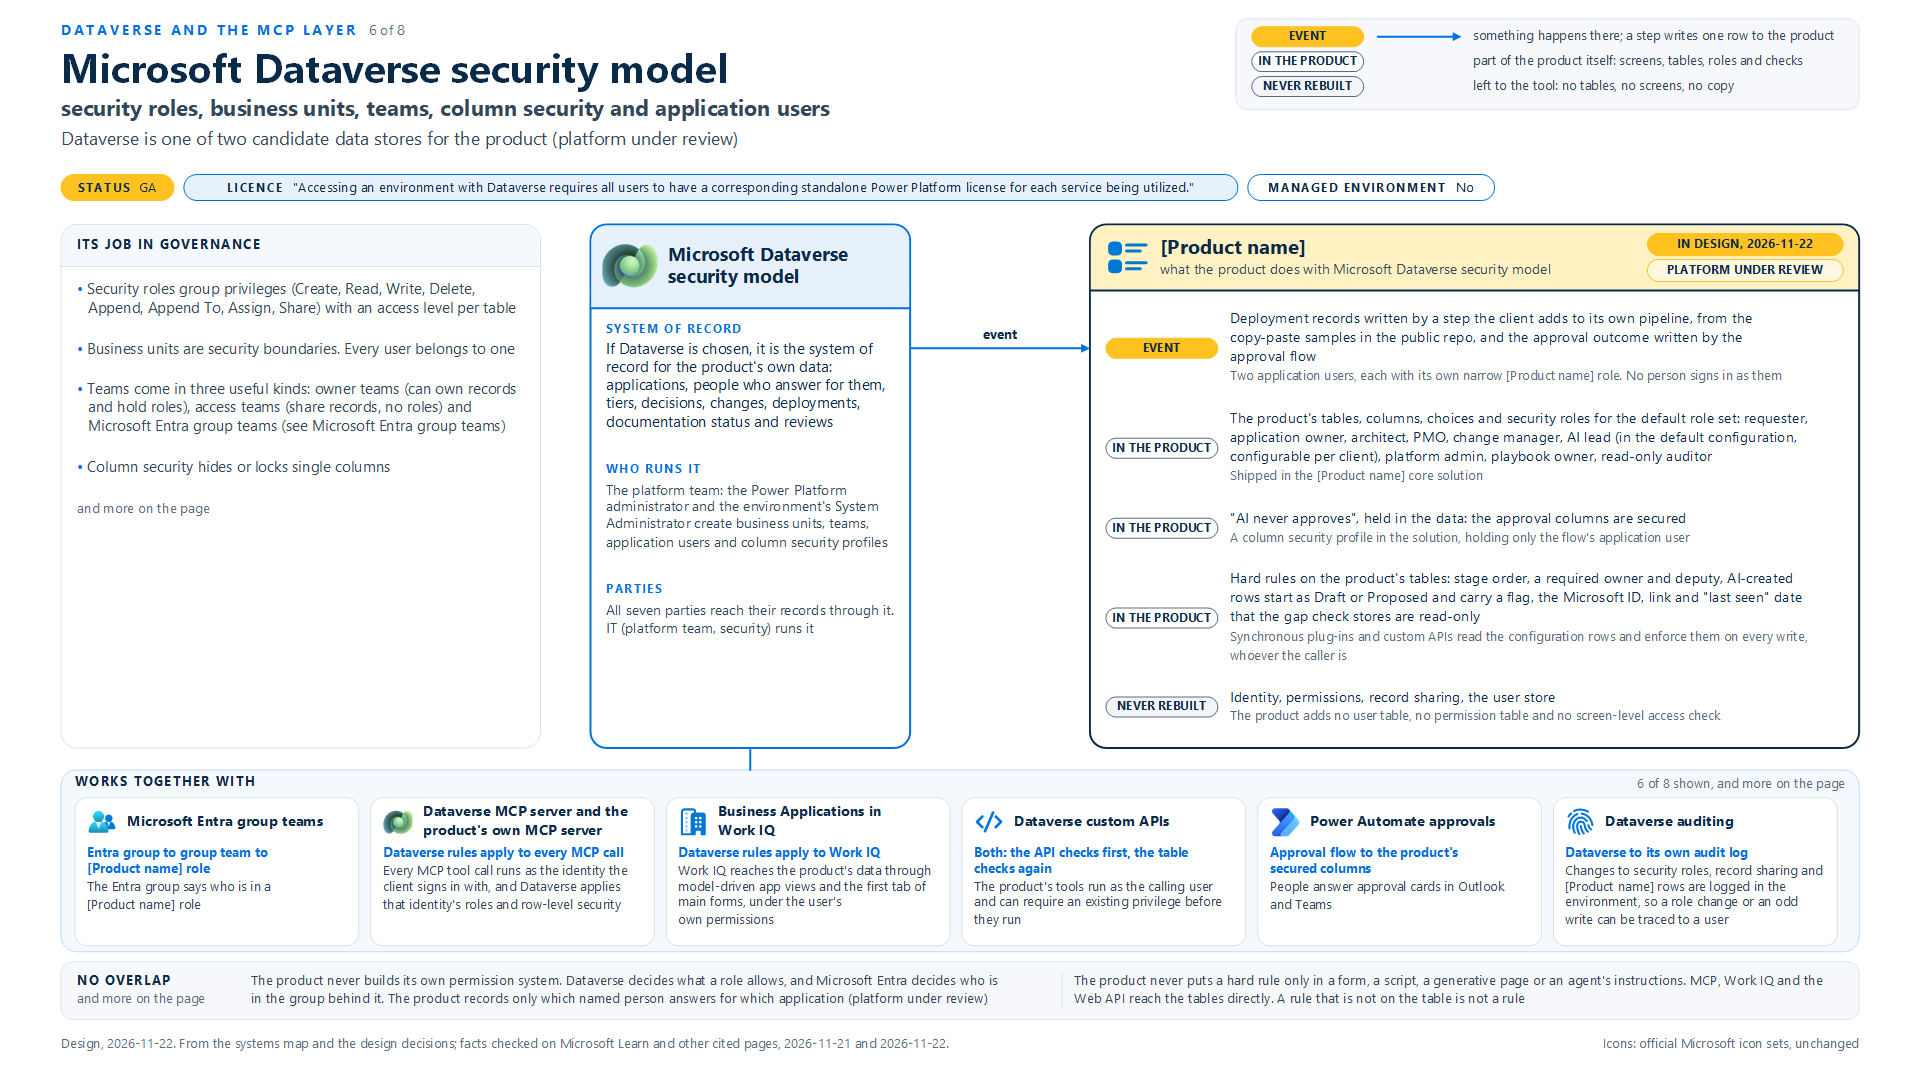 DATAVERSE AND THE MCP LAYER 6 of 8
Microsoft Dataverse security model
security roles, business units, teams, column security and application users
Dataverse is one of two candidate data stores for the product (platform under review)
EVENT something happens there; a step writes one row to the product
IN THE PRODUCT part of the product itself: screens, tables, roles and checks
NEVER REBUILT left to the tool: no tables, no screens, no copy
STATUS GA
LICENCE "Accessing an environment with Dataverse requires all users to have a corresponding standalone Power Platform license for each service being utilized."
MANAGED ENVIRONMENT No
ITS JOB IN GOVERNANCE
• Security roles group privileges (Create, Read, Write, Delete,
Append, Append To, Assign, Share) with an access level per table
• Business units are security boundaries. Every user belongs to one
• Teams come in three useful kinds: owner teams (can own records
and hold roles), access teams (share records, no roles) and
Microsoft Entra group teams (see Microsoft Entra group teams)
• Column security hides or locks single columns
and more on the page
Microsoft Dataverse
security model
SYSTEM OF RECORD
If Dataverse is chosen, it is the system of
record for the product's own data:
applications, people who answer for them,
tiers, decisions, changes, deployments,
documentation status and reviews
WHO RUNS IT
The platform team: the Power Platform
administrator and the environment's System
Administrator create business units, teams,
application users and column security profiles
PARTIES
All seven parties reach their records through it.
IT (platform team, security) runs it
event
[Product name]
what the product does with Microsoft Dataverse security model
IN DESIGN, 2026-11-22
PLATFORM UNDER REVIEW
EVENT
Deployment records written by a step the client adds to its own pipeline, from the
copy-paste samples in the public repo, and the approval outcome written by the
approval flow
Two application users, each with its own narrow [Product name] role. No person signs in as them
IN THE PRODUCT
The product's tables, columns, choices and security roles for the default role set: requester,
application owner, architect, PMO, change manager, AI lead (in the default configuration,
configurable per client), platform admin, playbook owner, read-only auditor
Shipped in the [Product name] core solution
IN THE PRODUCT
"AI never approves", held in the data: the approval columns are secured
A column security profile in the solution, holding only the flow's application user
IN THE PRODUCT
Hard rules on the product's tables: stage order, a required owner and deputy, AI-created
rows start as Draft or Proposed and carry a flag, the Microsoft ID, link and "last seen" date
that the gap check stores are read-only
Synchronous plug-ins and custom APIs read the configuration rows and enforce them on every write,
whoever the caller is
NEVER REBUILT
Identity, permissions, record sharing, the user store
The product adds no user table, no permission table and no screen-level access check
WORKS TOGETHER WITH
6 of 8 shown, and more on the page
Microsoft Entra group teams
Entra group to group team to
[Product name] role
The Entra group says who is in a
[Product name] role
Dataverse MCP server and the
product's own MCP server
Dataverse rules apply to every MCP call
Every MCP tool call runs as the identity the
client signs in with, and Dataverse applies
that identity's roles and row-level security
Business Applications in
Work IQ
Dataverse rules apply to Work IQ
Work IQ reaches the product's data through
model-driven app views and the first tab of
main forms, under the user's
own permissions
Dataverse custom APIs
Both: the API checks first, the table
checks again
The product's tools run as the calling user
and can require an existing privilege before
they run
Power Automate approvals
Approval flow to the product's
secured columns
People answer approval cards in Outlook
and Teams
Dataverse auditing
Dataverse to its own audit log
Changes to security roles, record sharing and
[Product name] rows are logged in the
environment, so a role change or an odd
write can be traced to a user
NO OVERLAP
and more on the page
The product never builds its own permission system. Dataverse decides what a role allows, and Microsoft Entra decides who is
in the group behind it. The product records only which named person answers for which application (platform under review)
The product never puts a hard rule only in a form, a script, a generative page or an agent's instructions. MCP, Work IQ and the
Web API reach the tables directly. A rule that is not on the table is not a rule
Design, 2026-11-22. From the systems map and the design decisions; facts checked on Microsoft Learn and other cited pages, 2026-11-21 and 2026-11-22.
Icons: official Microsoft icon sets, unchanged